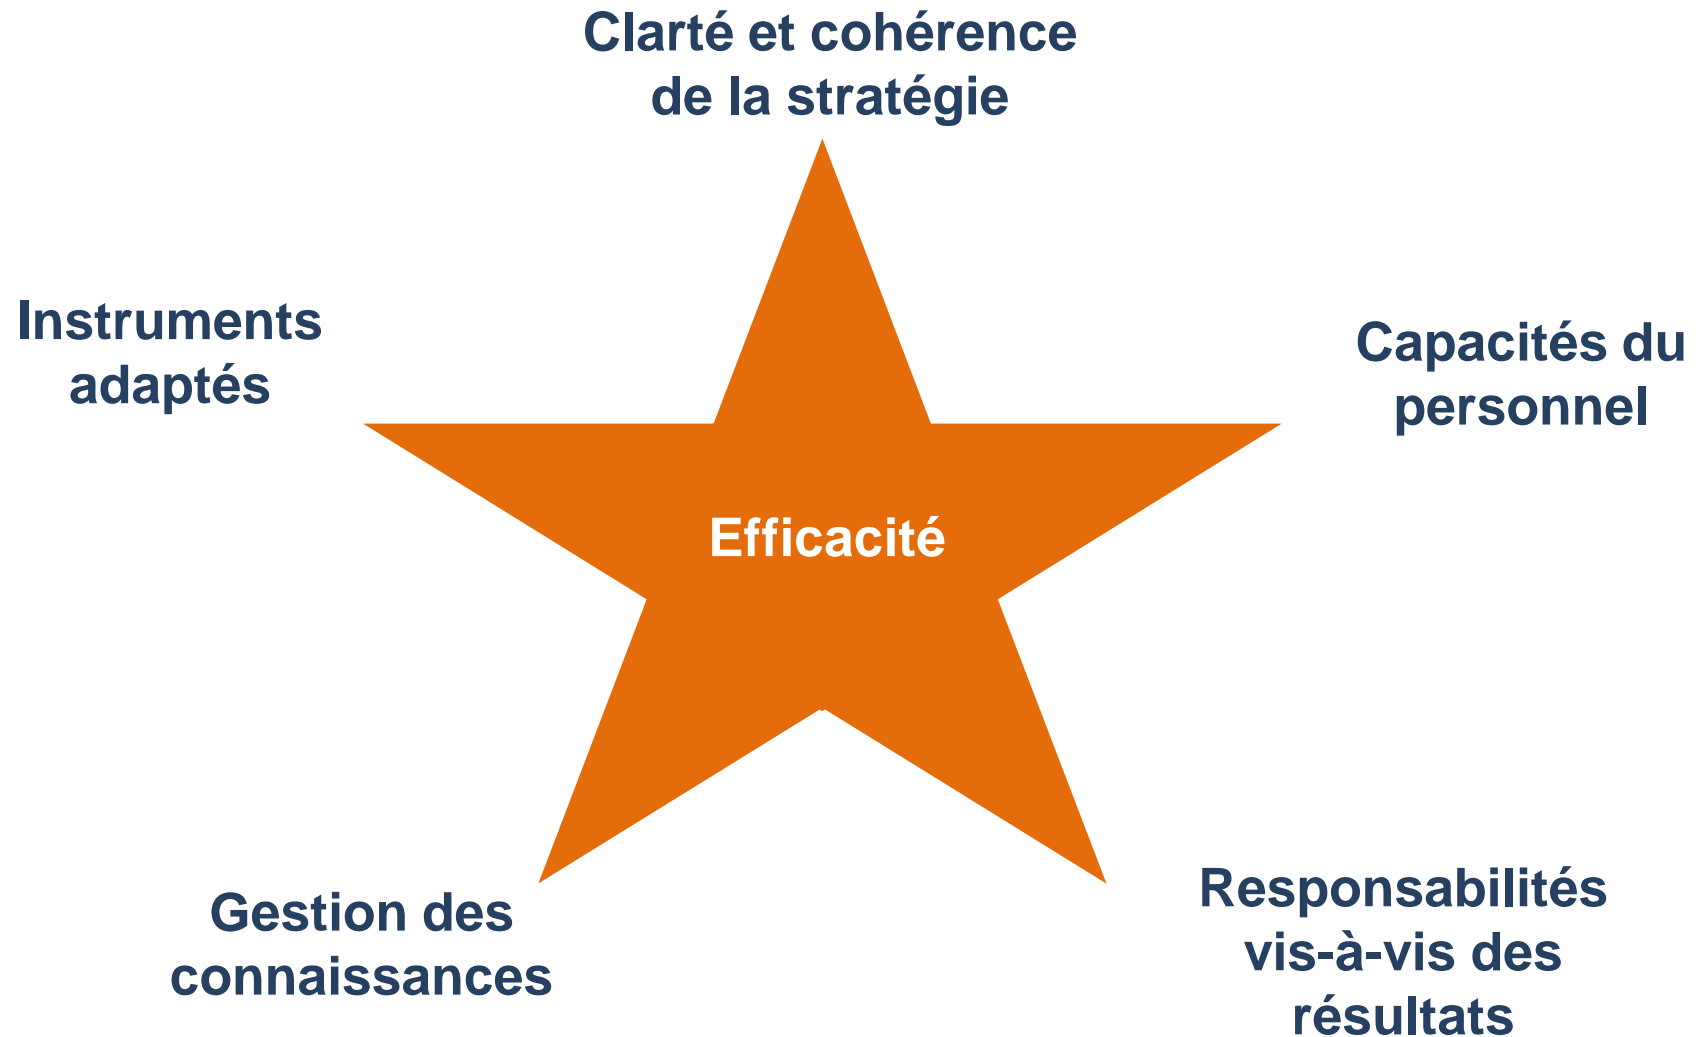 Clarté et cohérence
de la stratégie
Instruments
adaptés
Capacités du
personnel
Efficacité
Gestion des
connaissances
Responsabilités
vis-à-vis des
résultats